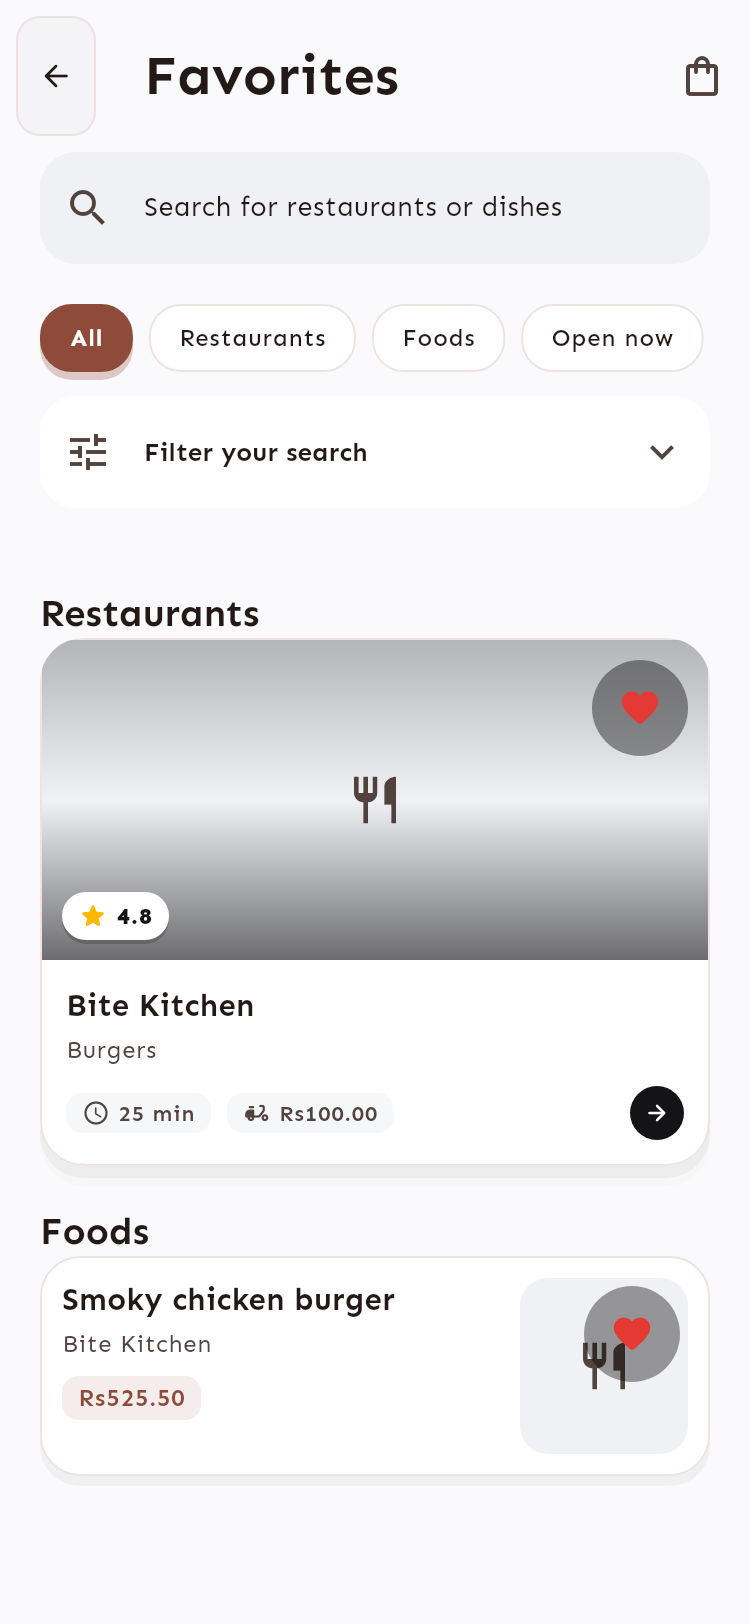 Favorites
Search for restaurants or dishes
All
Restaurants
Foods
Open now
Filter your search
Restaurants
4.8
Bite Kitchen
Burgers
25 min
Rs100.00
Foods
Smoky chicken burger
Bite Kitchen
Rs525.50